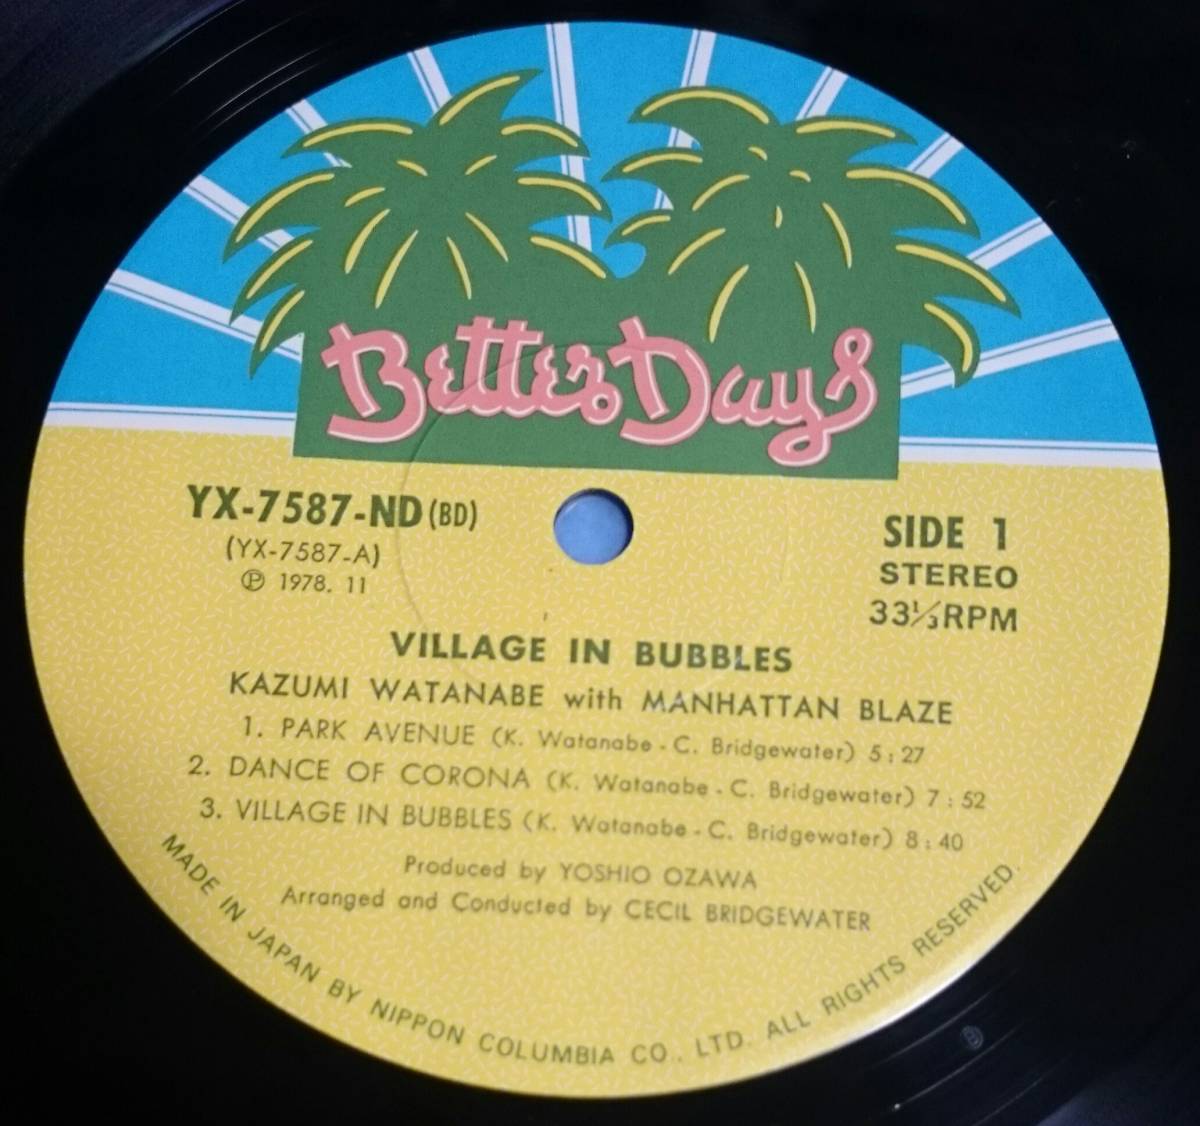 Better Days
YX-7587-ND (BD)
(YX-7587-A)
℗ 1978. 11
SIDE 1
STEREO
33⅓RPM
VILLAGE IN BUBBLES
KAZUMI WATANABE with MANHATTAN BLAZE
1. PARK AVENUE (K. Watanabe - C. Bridgewater) 5:27
2. DANCE OF CORONA (K. Watanabe - C. Bridgewater) 7:52
3. VILLAGE IN BUBBLES (K. Watanabe - C. Bridgewater) 8:40
Produced by YOSHIO OZAWA
Arranged and Conducted by CECIL BRIDGEWATER
MADE IN JAPAN BY NIPPON COLUMBIA CO., LTD. ALL RIGHTS RESERVED.